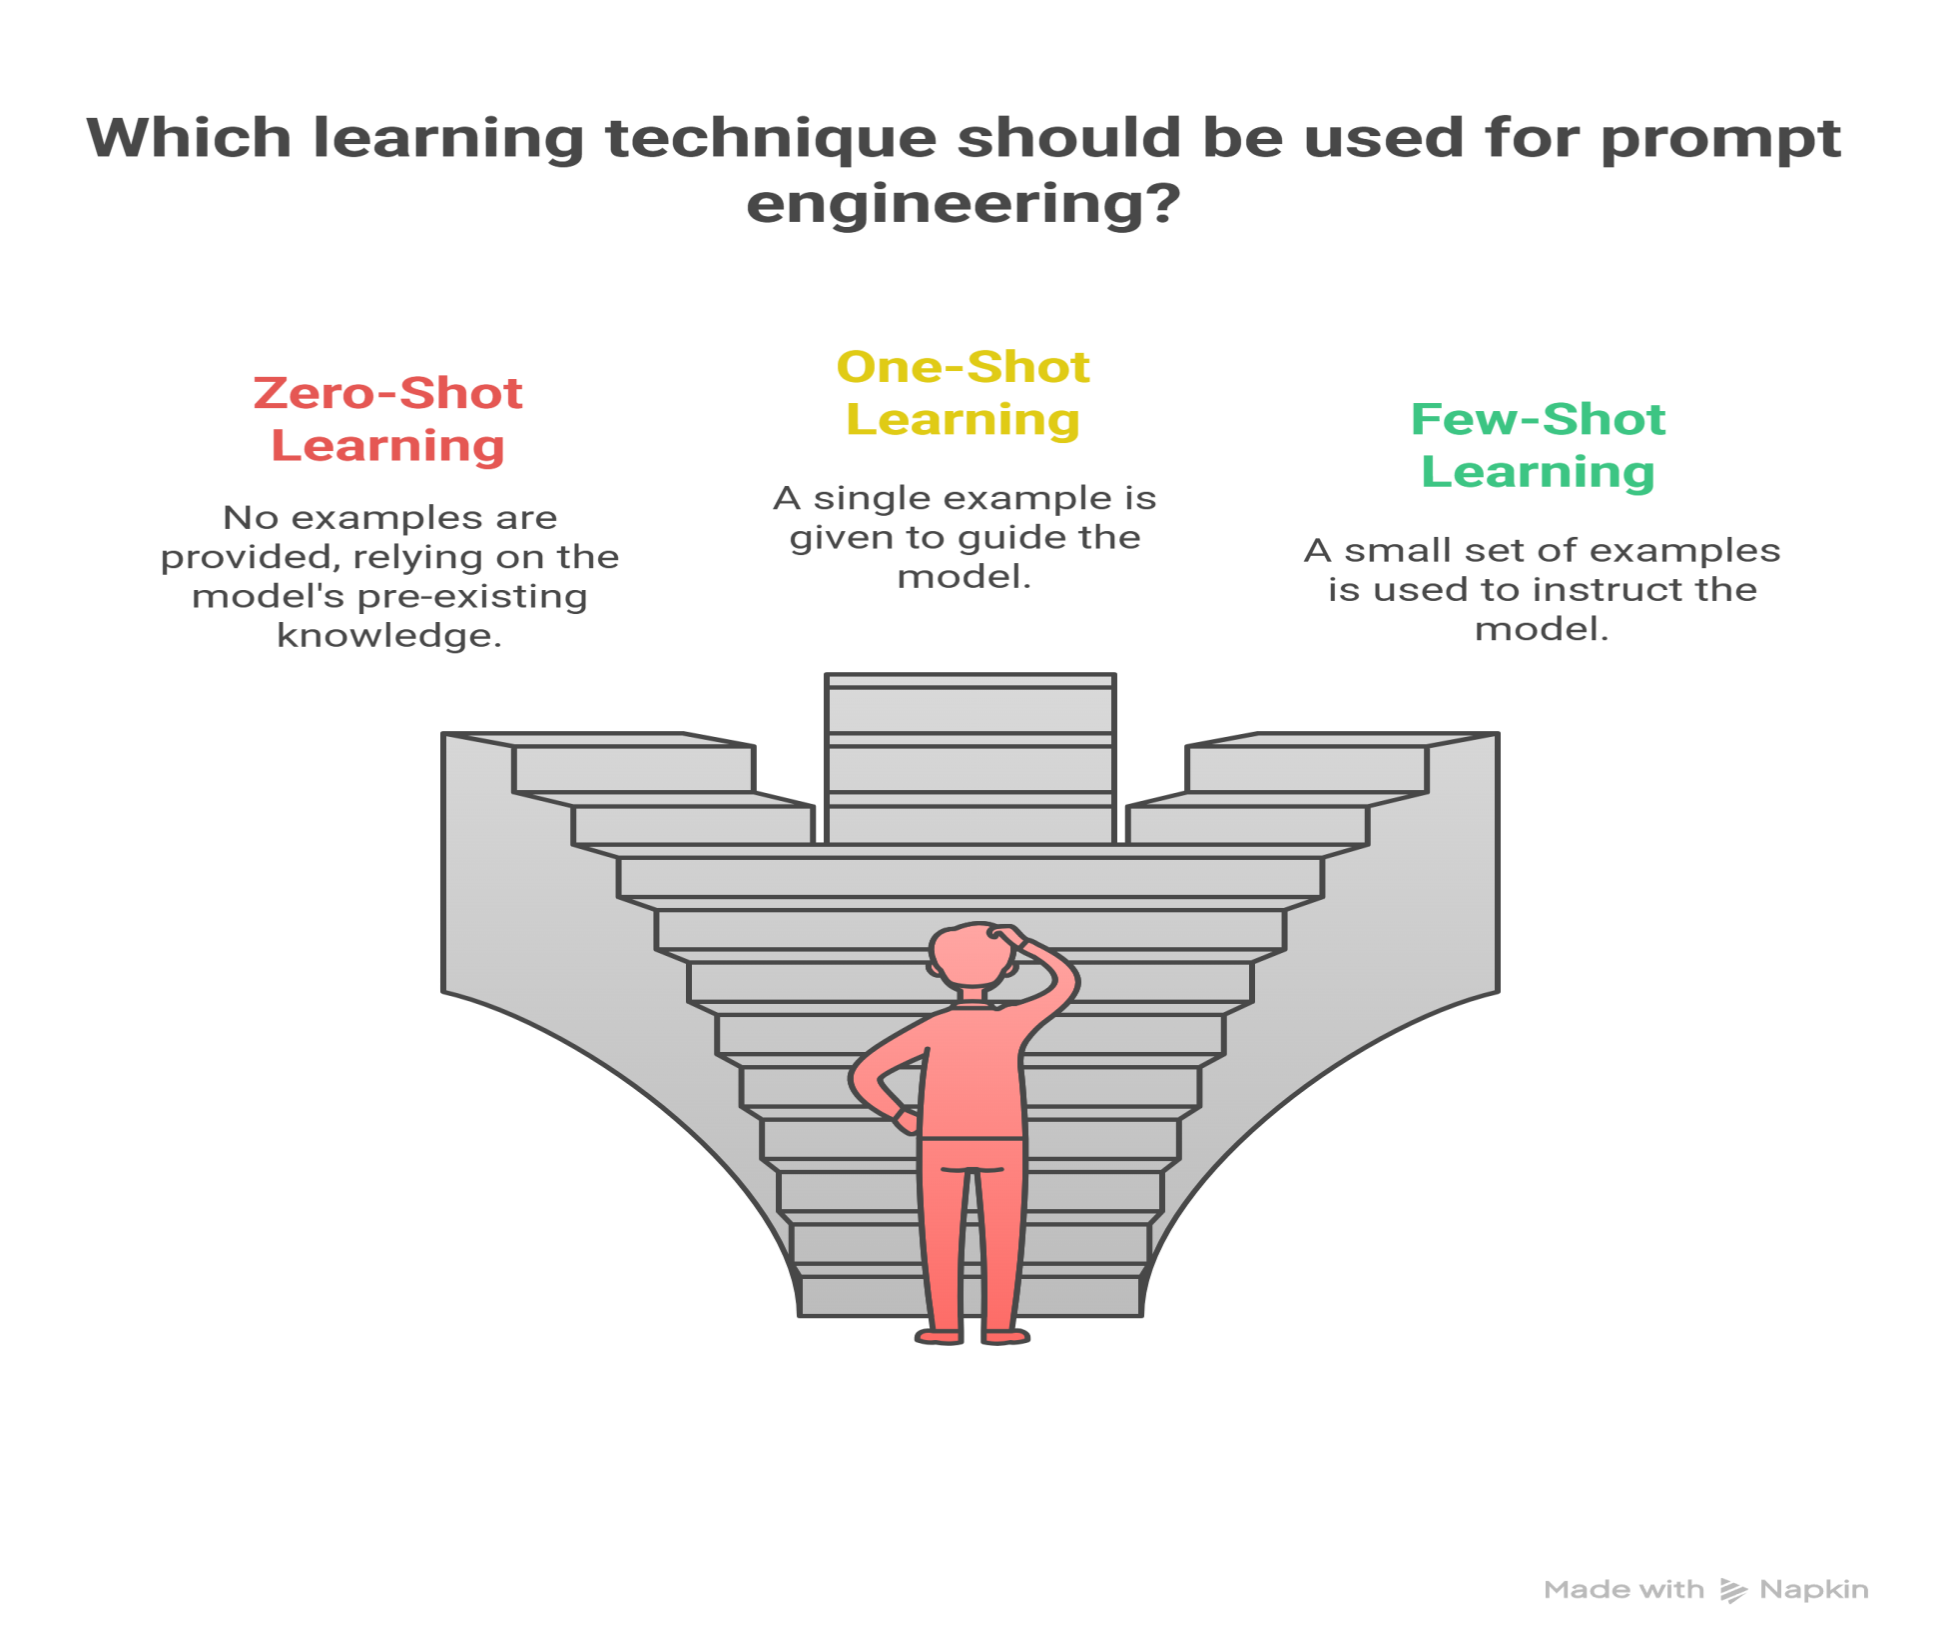 Which learning technique should be used for prompt
engineering?
Zero-Shot
Learning
No examples are
provided, relying on the
model's pre-existing
knowledge.
One-Shot
Learning
A single example is
given to guide the
model.
Few-Shot
Learning
A small set of examples
is used to instruct the
model.
Made with Napkin